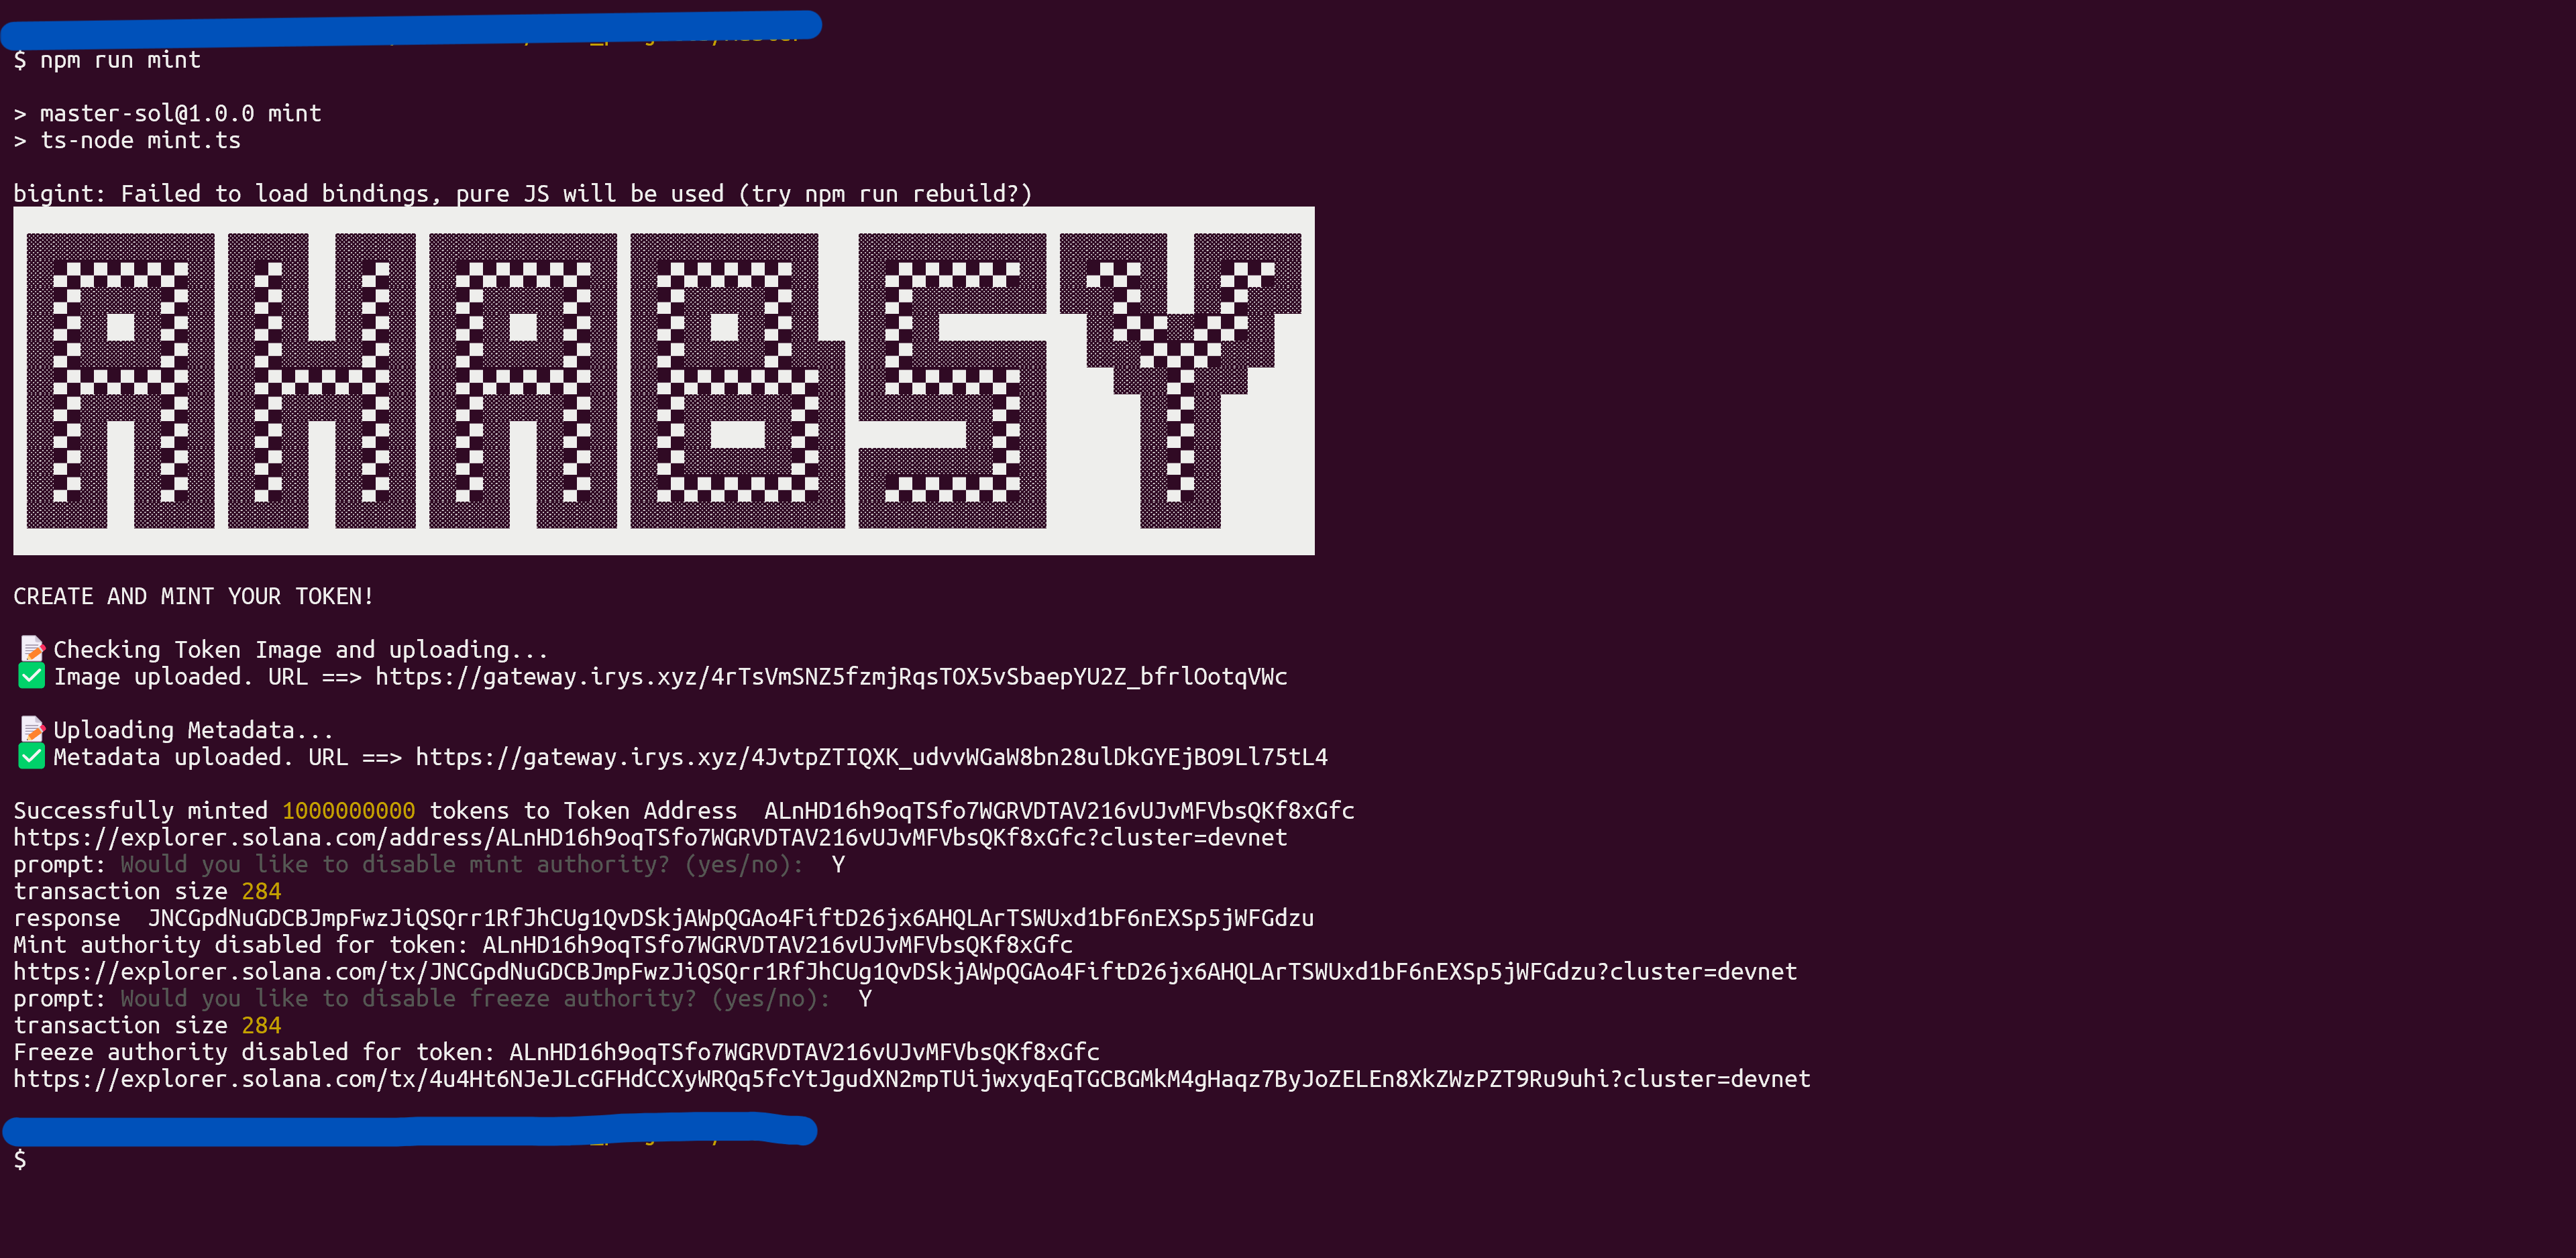 $ npm run mint
> master-sol@1.0.0 mint
> ts-node mint.ts
bigint: Failed to load bindings, pure JS will be used (try npm run rebuild?)
AHABSY
CREATE AND MINT YOUR TOKEN!
📝 Checking Token Image and uploading...
✅ Image uploaded. URL ==> https://gateway.irys.xyz/4rTsVmSNZ5fzmjRqsTOX5vSbaepYU2Z_bfrlOotqVWc
📝 Uploading Metadata...
✅ Metadata uploaded. URL ==> https://gateway.irys.xyz/4JvtpZTIQXK_udvvWGaW8bn28ulDkGYEjBO9Ll75tL4
Successfully minted 1000000000 tokens to Token Address  ALnHD16h9oqTSfo7WGRVDTAV216vUJvMFVbsQKf8xGfc
https://explorer.solana.com/address/ALnHD16h9oqTSfo7WGRVDTAV216vUJvMFVbsQKf8xGfc?cluster=devnet
prompt: Would you like to disable mint authority? (yes/no):  Y
transaction size 284
response  JNCGpdNuGDCBJmpFwzJiQSQrr1RfJhCUg1QvDSkjAWpQGAo4FiftD26jx6AHQLArTSWUxd1bF6nEXSp5jWFGdzu
Mint authority disabled for token: ALnHD16h9oqTSfo7WGRVDTAV216vUJvMFVbsQKf8xGfc
https://explorer.solana.com/tx/JNCGpdNuGDCBJmpFwzJiQSQrr1RfJhCUg1QvDSkjAWpQGAo4FiftD26jx6AHQLArTSWUxd1bF6nEXSp5jWFGdzu?cluster=devnet
prompt: Would you like to disable freeze authority? (yes/no):  Y
transaction size 284
Freeze authority disabled for token: ALnHD16h9oqTSfo7WGRVDTAV216vUJvMFVbsQKf8xGfc
https://explorer.solana.com/tx/4u4Ht6NJeJLcGFHdCCXyWRQq5fcYtJgudXN2mpTUijwxyqEqTGCBGMkM4gHaqz7ByJoZELEn8XkZWzPZT9Ru9uhi?cluster=devnet
$